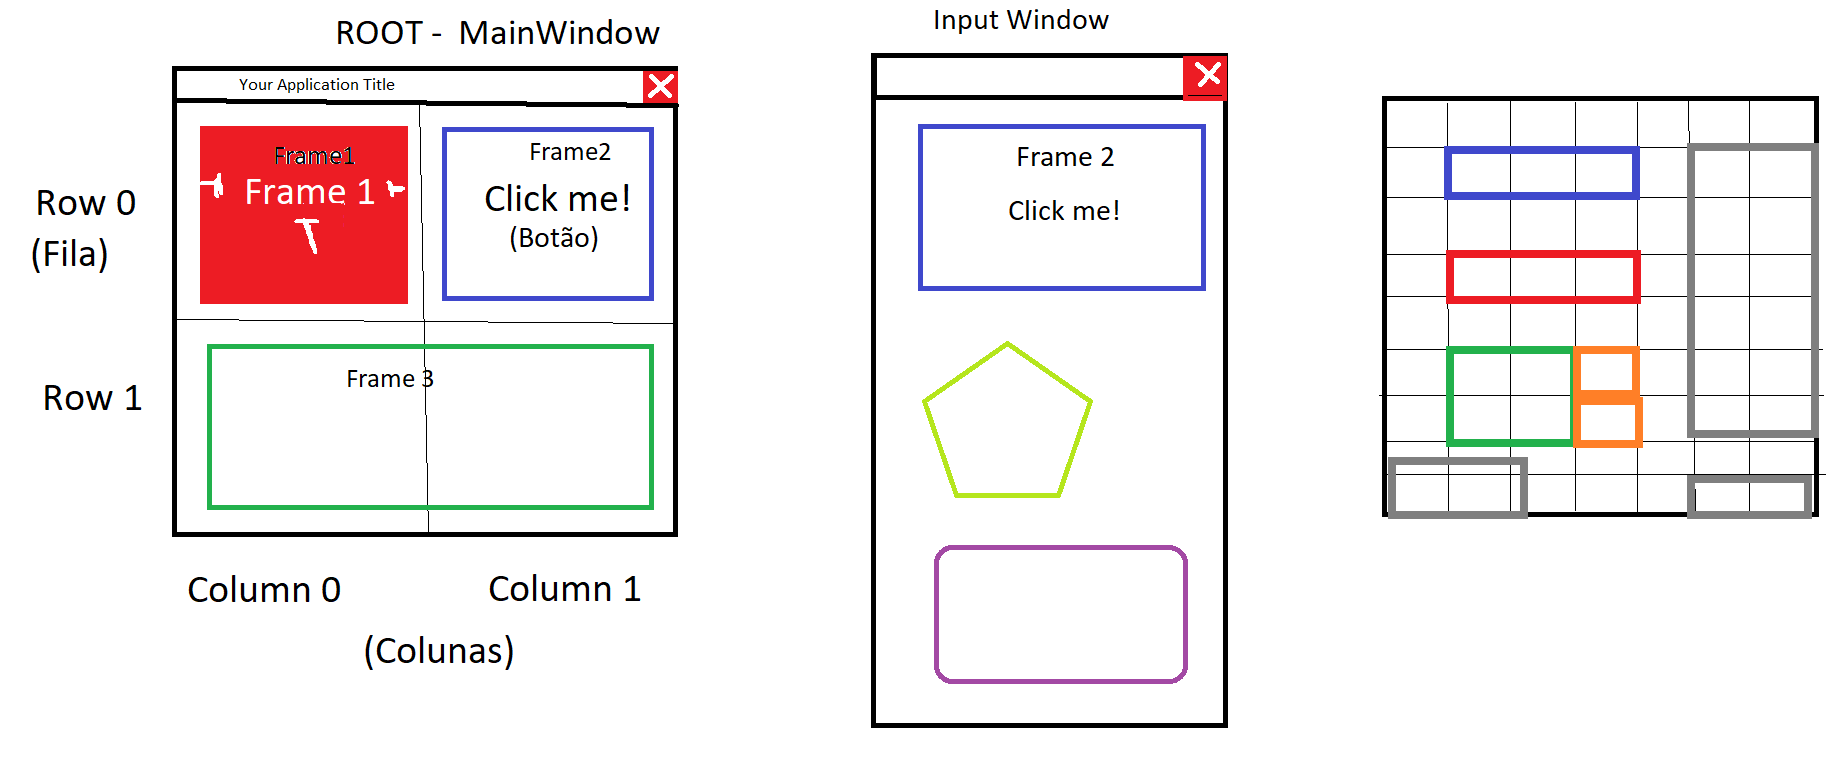 ROOT -  MainWindow
Your Application Title
Frame1
Frame 1
Frame2
Click me!
(Botão)
Row 0
(Fila)
Frame 3
Row 1
Column 0
Column 1
(Colunas)
Input Window
Frame 2
Click me!